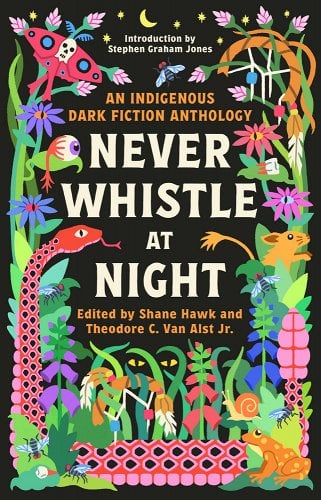 Introduction by
Stephen Graham Jones
AN INDIGENOUS
DARK FICTION ANTHOLOGY
NEVER
WHISTLE
AT
NIGHT
Edited by Shane Hawk and
Theodore C. Van Alst Jr.